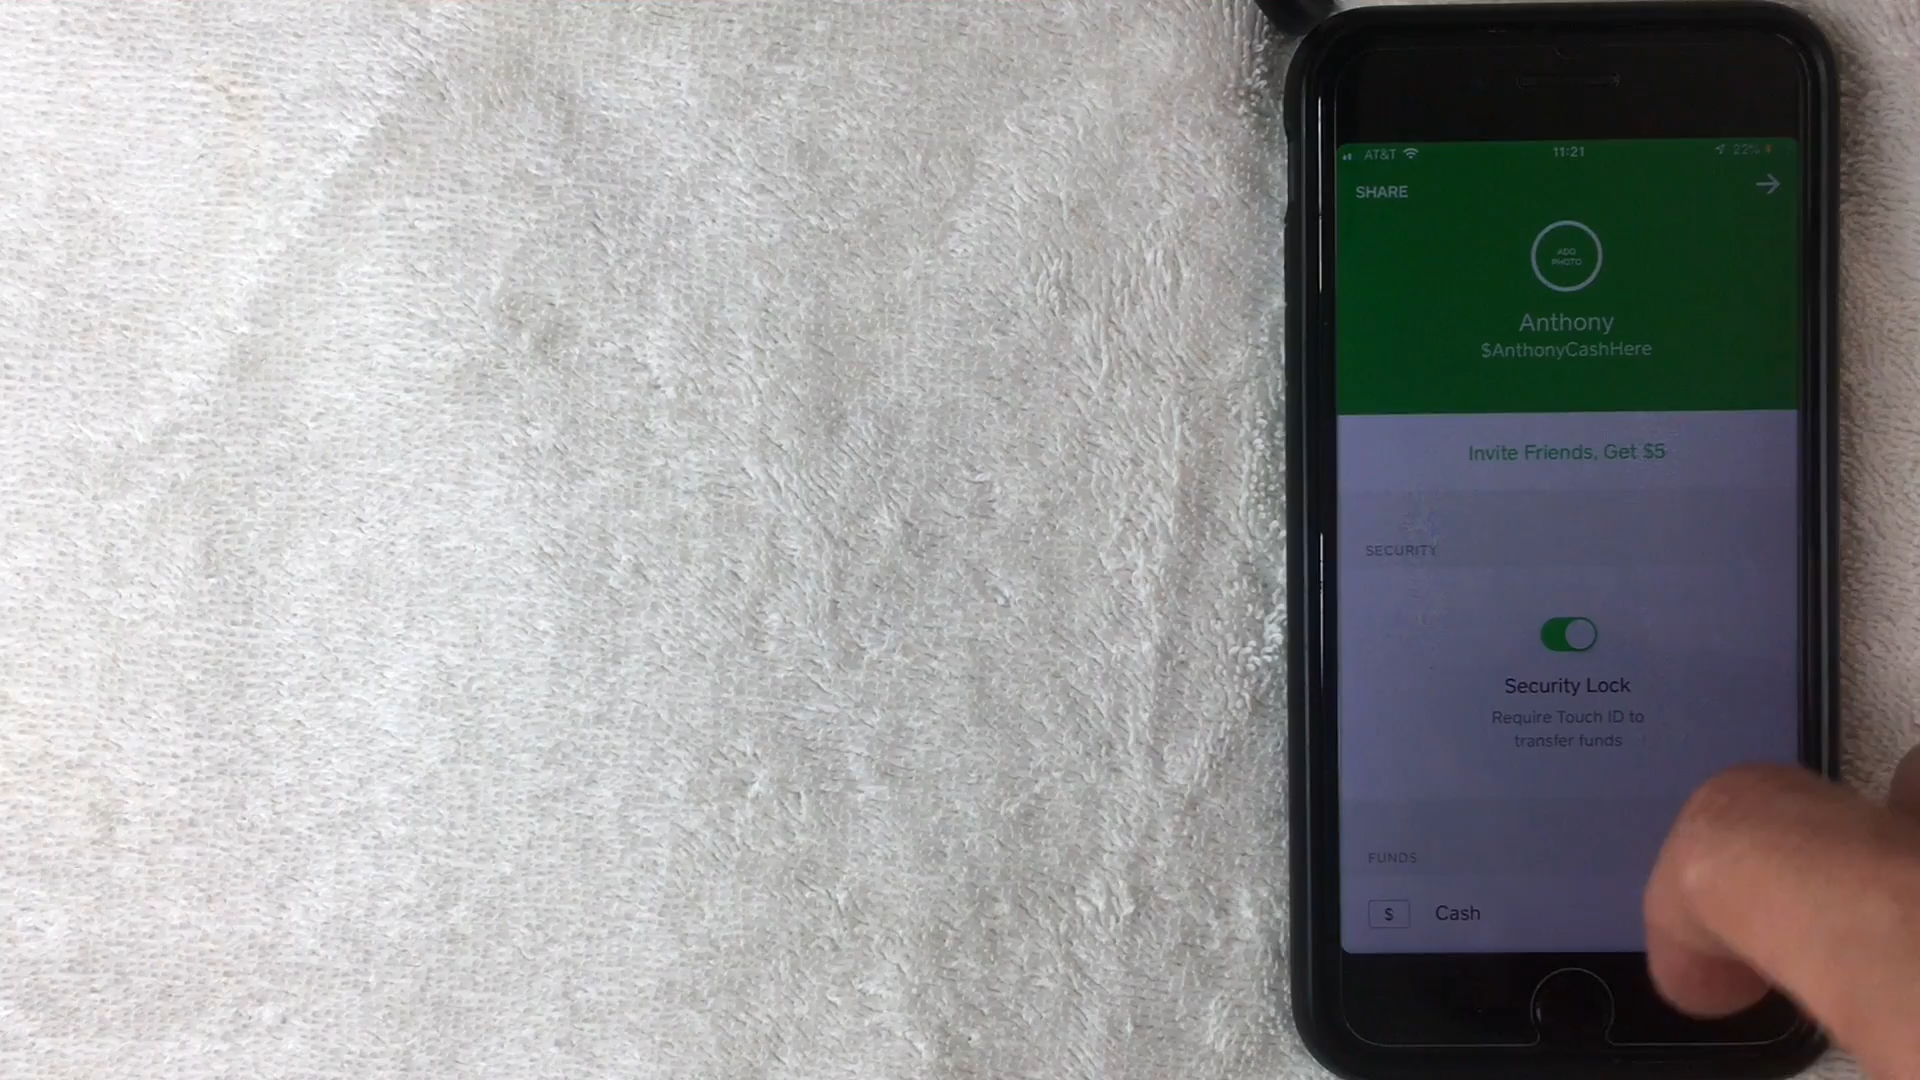 AT&T 11:21 22%
SHARE →
ADD
PHOTO
Anthony
$AnthonyCashHere
Invite Friends, Get $5
SECURITY
Security Lock
Require Touch ID to
transfer funds
FUNDS
$ Cash